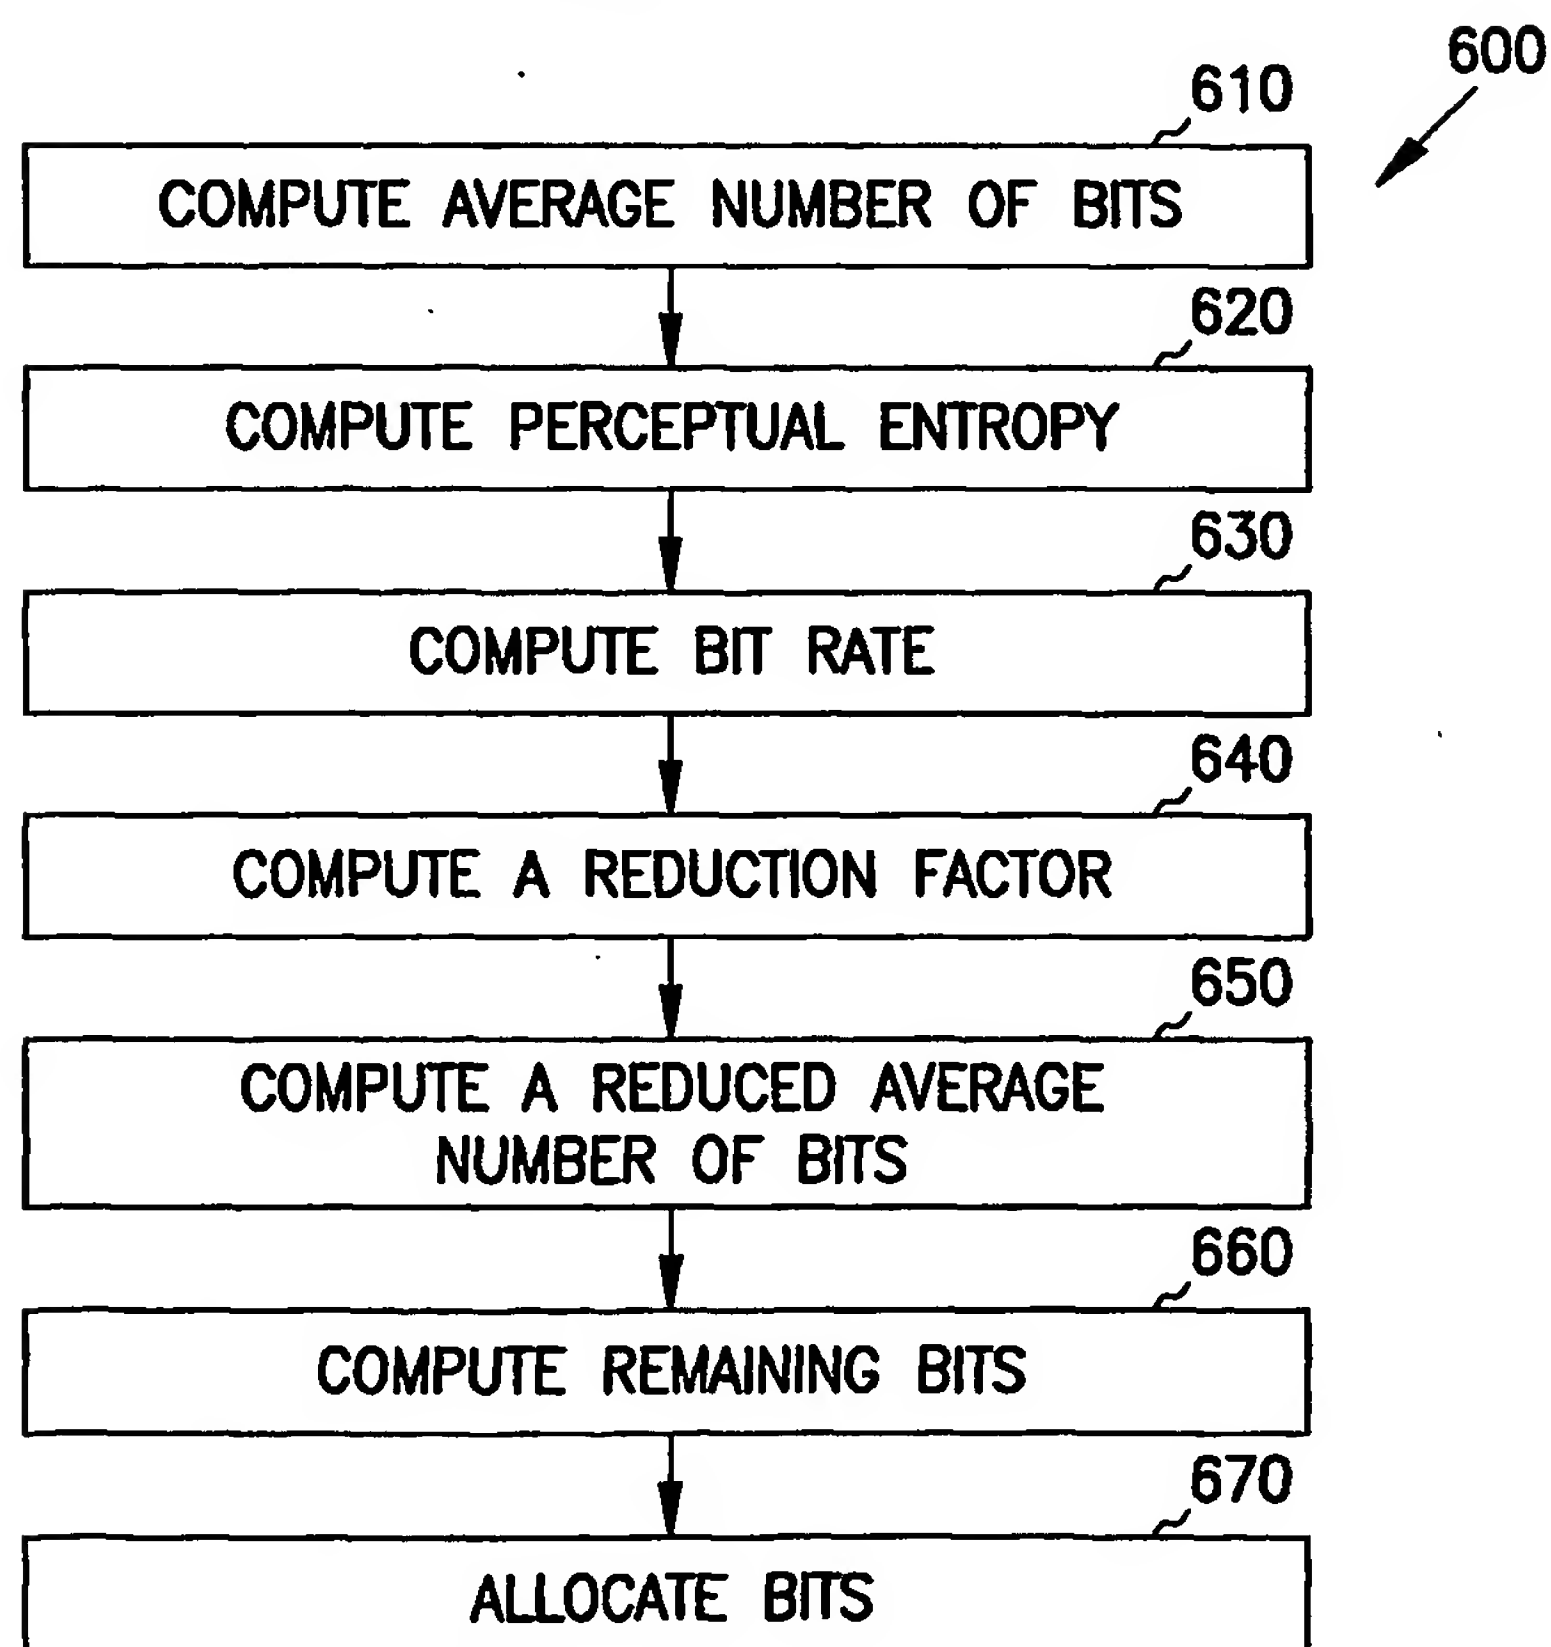 600
610
COMPUTE AVERAGE NUMBER OF BITS
620
COMPUTE PERCEPTUAL ENTROPY
630
COMPUTE BIT RATE
640
COMPUTE A REDUCTION FACTOR
650
COMPUTE A REDUCED AVERAGE
NUMBER OF BITS
660
COMPUTE REMAINING BITS
670
ALLOCATE BITS